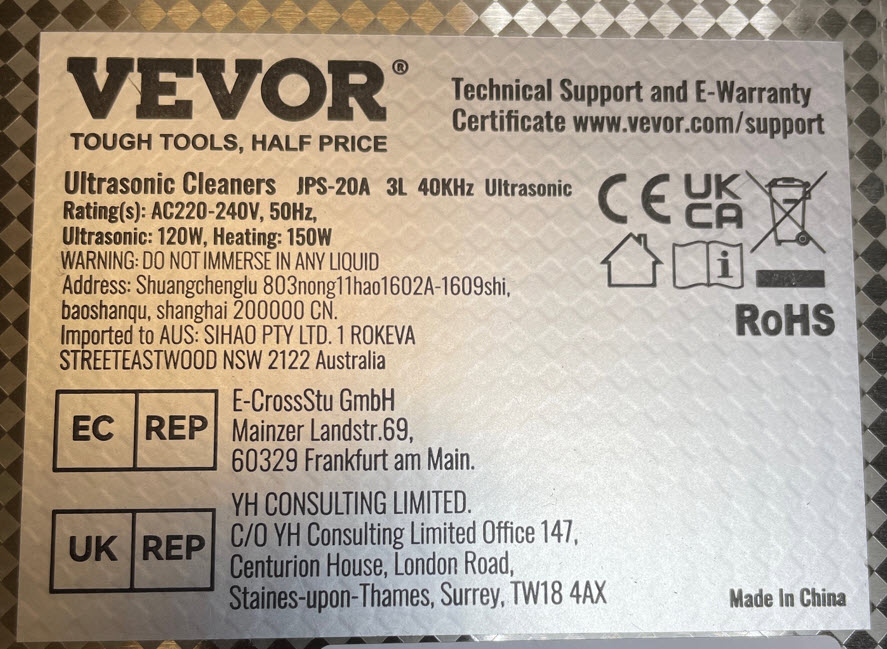 VEVOR®
TOUGH TOOLS, HALF PRICE
Technical Support and E-Warranty
Certificate www.vevor.com/support
Ultrasonic Cleaners JPS-20A 3L 40KHz Ultrasonic
Rating(s): AC220-240V, 50Hz,
Ultrasonic: 120W, Heating: 150W
WARNING: DO NOT IMMERSE IN ANY LIQUID
Address: Shuangchenglu 803nong11hao1602A-1609shi,
baoshanqu, shanghai 200000 CN.
Imported to AUS: SIHAO PTY LTD. 1 ROKEVA
STREETEASTWOOD NSW 2122 Australia
CE
UK
CA
i
RoHS
EC REP
E-CrossStu GmbH
Mainzer Landstr.69,
60329 Frankfurt am Main.
UK REP
YH CONSULTING LIMITED.
C/O YH Consulting Limited Office 147,
Centurion House, London Road,
Staines-upon-Thames, Surrey, TW18 4AX
Made In China